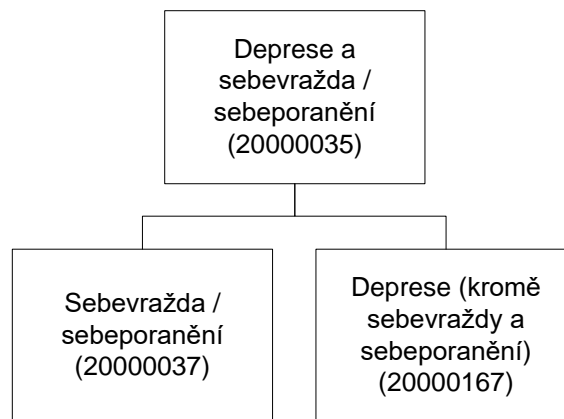 Deprese a
sebevražda /
sebeporanění
(20000035)
Sebevražda /
sebeporanění
(20000037)
Deprese (kromě
sebevraždy a
sebeporanění)
(20000167)